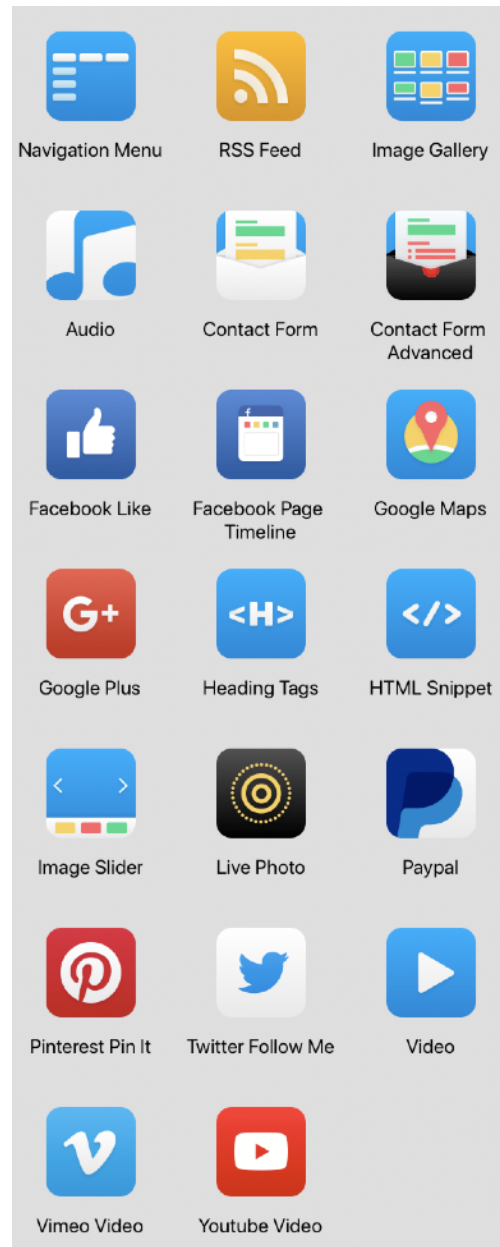 Navigation Menu
RSS Feed
Image Gallery
Audio
Contact Form
Contact Form
Advanced
Facebook Like
f
Facebook Page
Timeline
Google Maps
G+
Google Plus
<H>
Heading Tags
</>
HTML Snippet
< >
Image Slider
Live Photo
Paypal
Pinterest Pin It
Twitter Follow Me
Video
Vimeo Video
Youtube Video